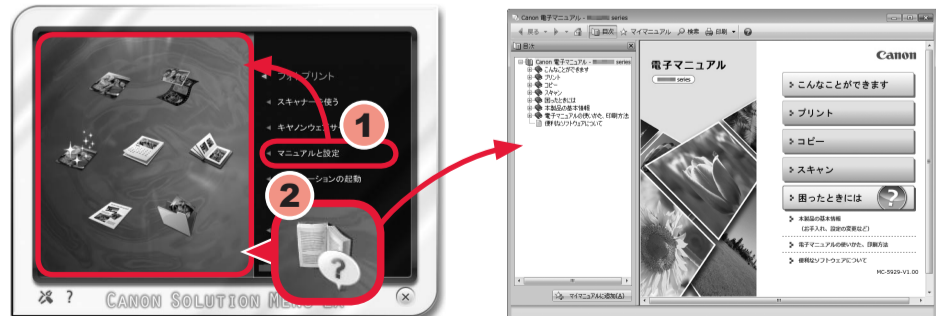 フォトプリント
スキャナーを使う
キヤノンウェブサ
1
マニュアルと設定
ーションの起動
2
?
?
CANON SOLUTION MENU EX
Canon 電子マニュアル - series
戻る
目次
マイマニュアル
検索
印刷
目次
Canon 電子マニュアル - series
こんなことができます
プリント
コピー
スキャン
困ったときには
本製品の基本情報
電子マニュアルの使いかた、印刷方法
便利なソフトウェアについて
マイマニュアルに追加(A)
電子マニュアル
series
Canon
こんなことができます
プリント
コピー
スキャン
困ったときには
?
本製品の基本情報
(お手入れ、設定の変更など)
電子マニュアルの使いかた、印刷方法
便利なソフトウェアについて
MC-5929-V1.00